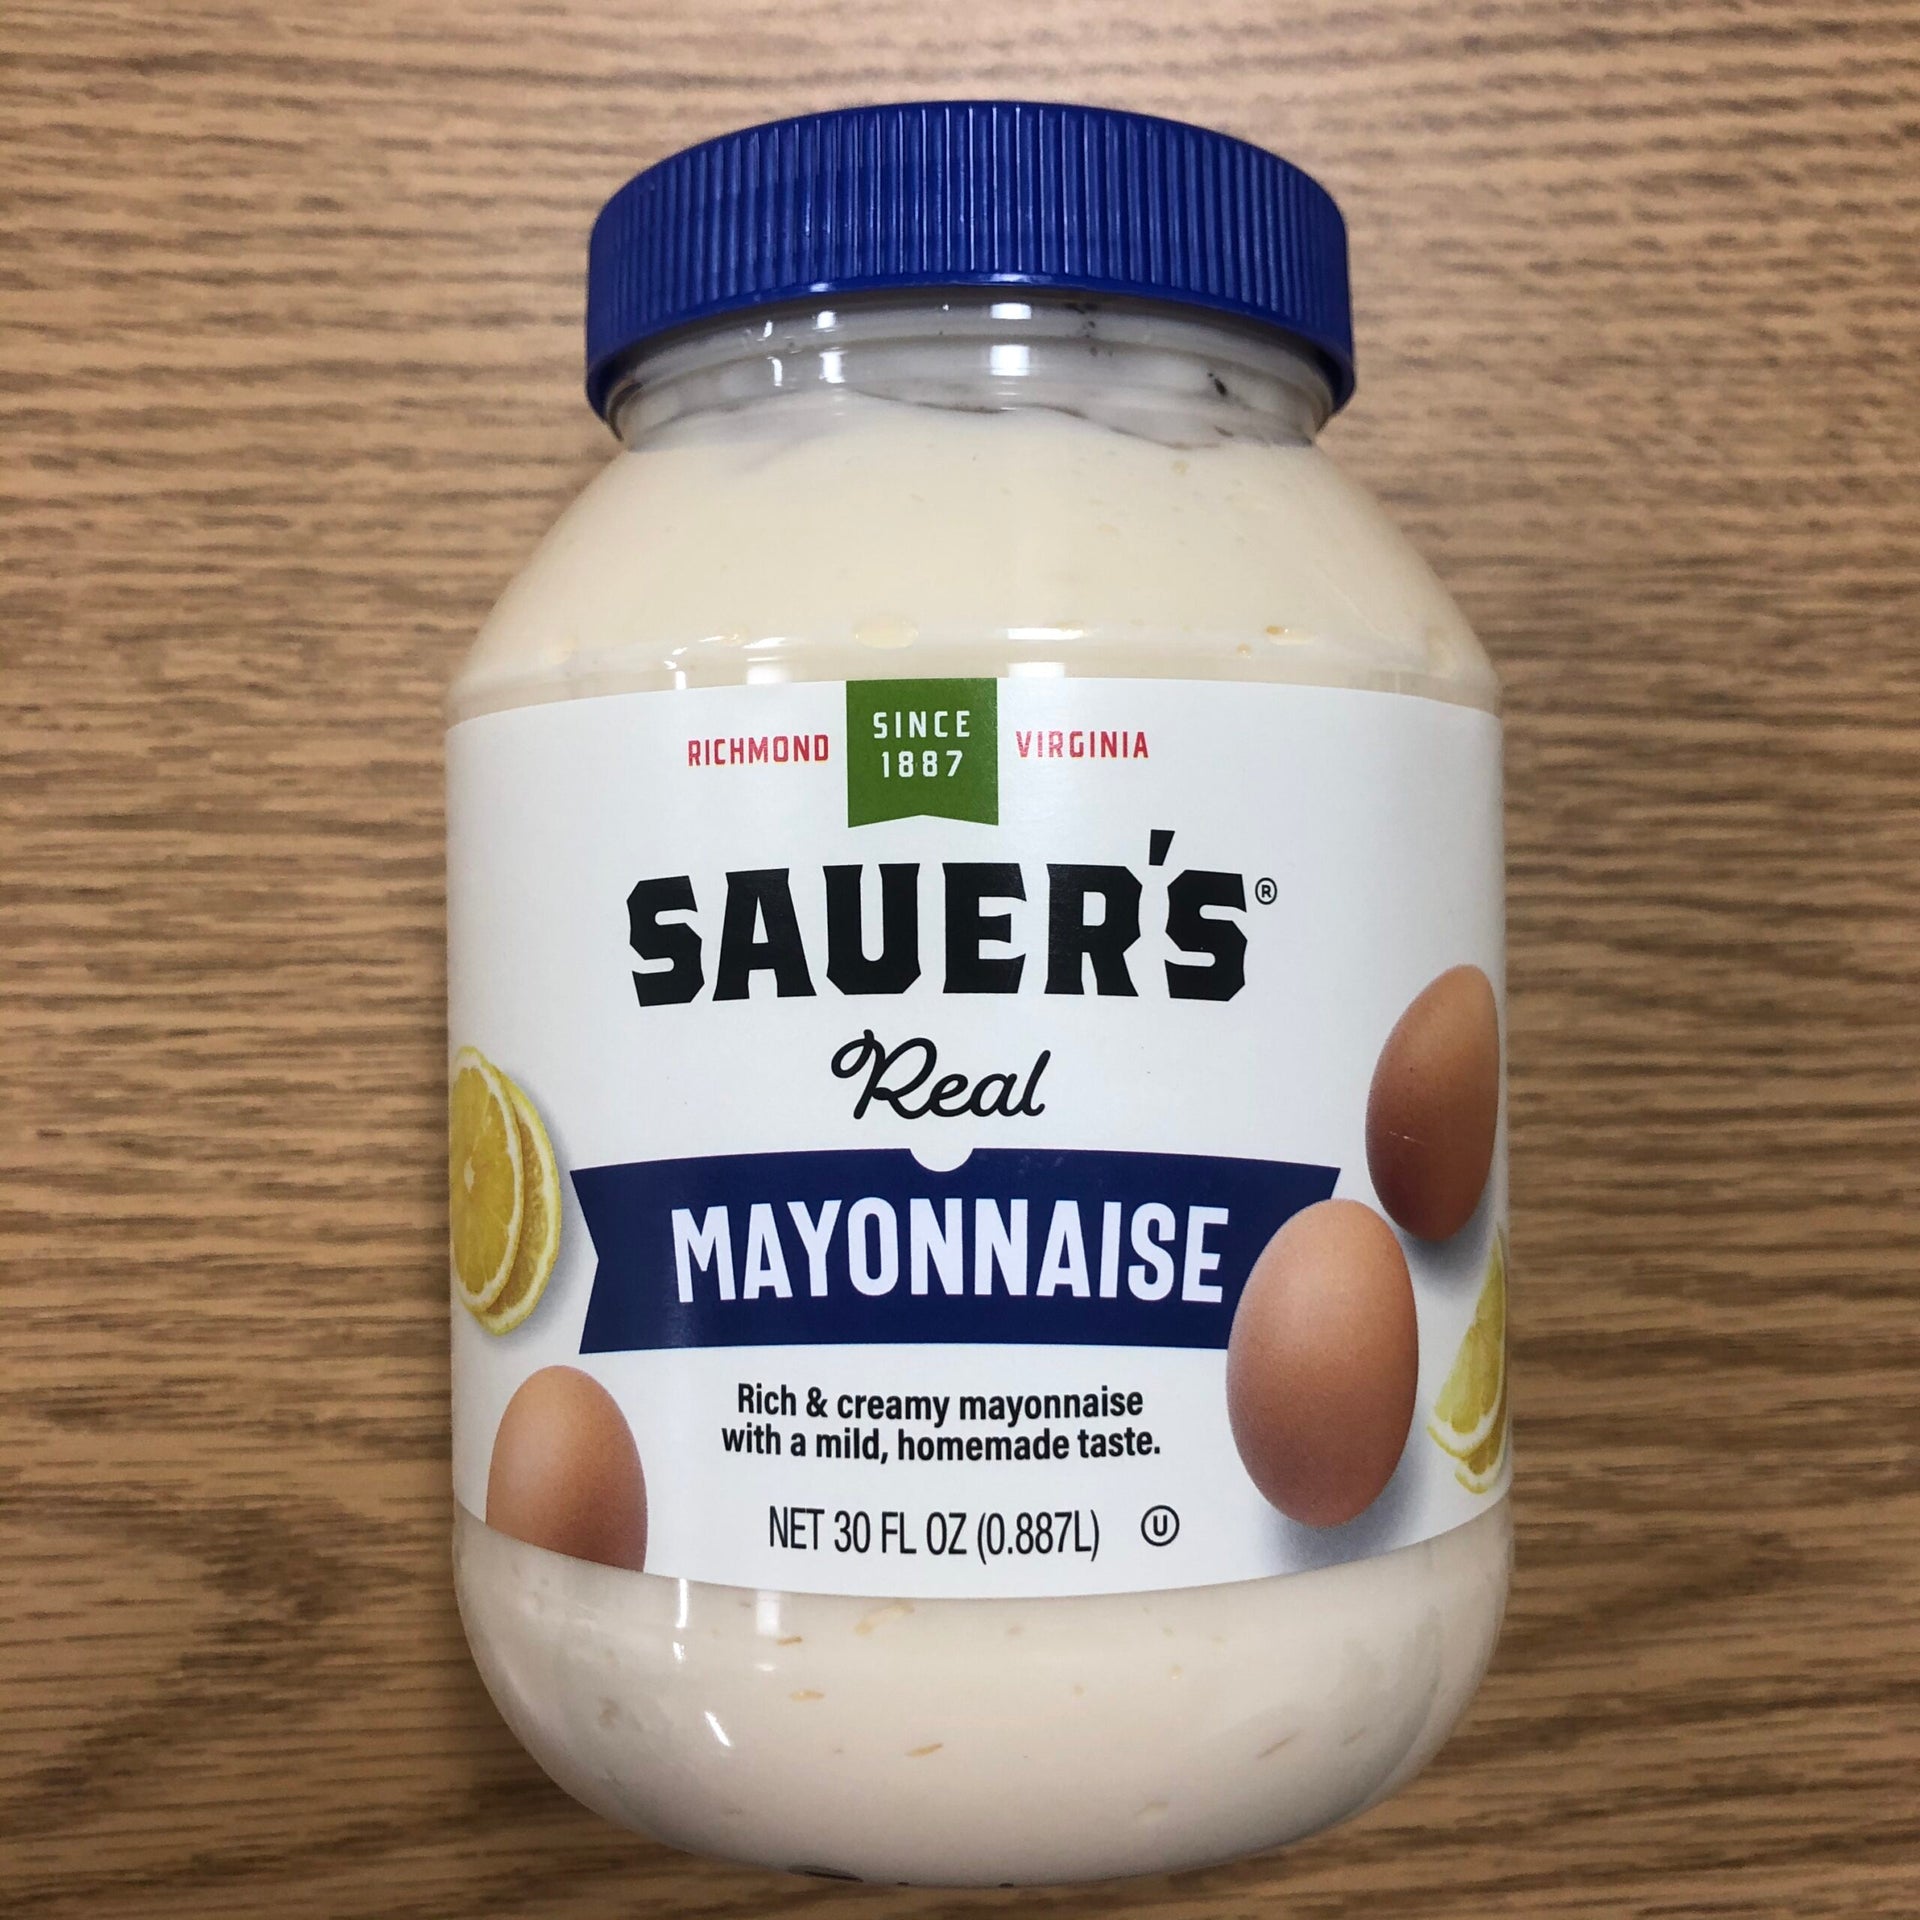 RICHMOND SINCE 1887 VIRGINIA
SAUER'S®
Real
MAYONNAISE
Rich & creamy mayonnaise
with a mild, homemade taste.
NET 30 FL OZ (0.887L) Ⓤ